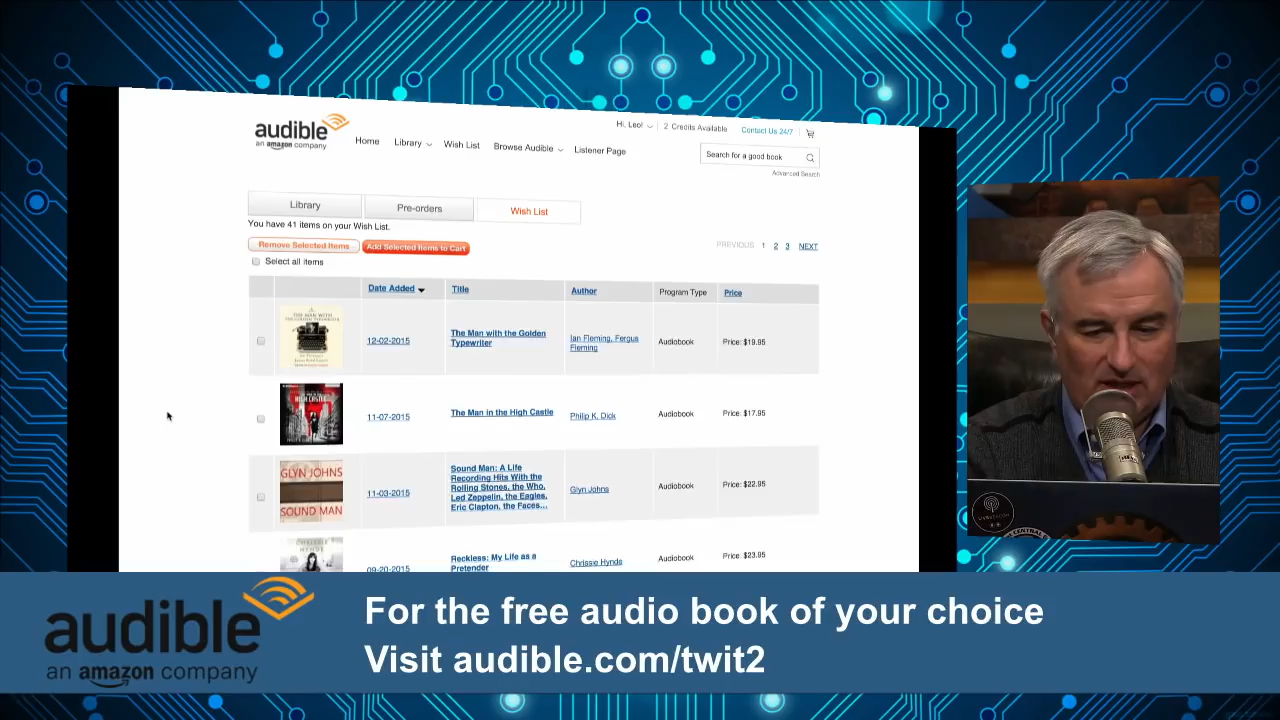 audible
an amazon company
Hi, Leo!
2 Credits Available
Contact Us 24/7
Home
Library
Wish List
Browse Audible
Listener Page
Search for a good book
Advanced Search
Library
Pre-orders
Wish List
You have 41 items on your Wish List.
PREVIOUS 1 2 3 NEXT
Remove Selected Items
Add Selected Items to Cart
Select all items
Date Added
Title
Author
Program Type
Price
12-02-2015
The Man with the Golden
Typewriter
Ian Fleming, Fergus
Fleming
Audiobook
Price: $19.95
11-07-2015
The Man in the High Castle
Philip K. Dick
Audiobook
Price: $17.95
GLYN JOHNS
SOUND MAN
11-03-2015
Sound Man: A Life
Recording Hits With the
Rolling Stones, the Who,
Led Zeppelin, the Eagles,
Eric Clapton, the Faces...
Glyn Johns
Audiobook
Price: $22.95
09-20-2015
Reckless: My Life as a
Pretender
Chrissie Hynde
Audiobook
Price: $23.95
audible
an amazon company
For the free audio book of your choice
Visit audible.com/twit2